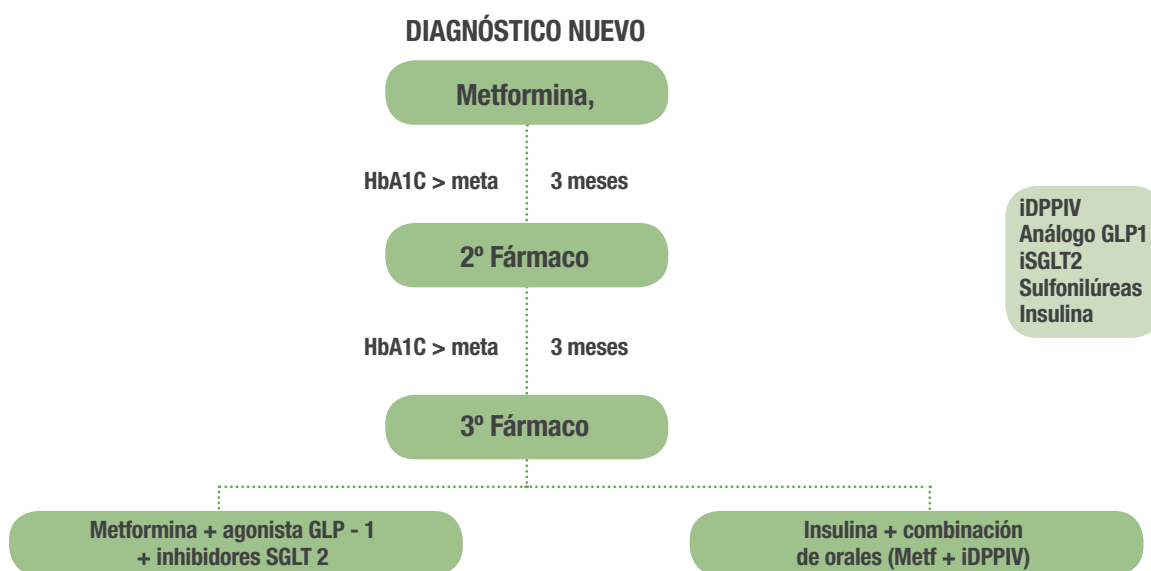 DIAGNÓSTICO NUEVO
Metformina,
HbA1C > meta
3 meses
2º Fármaco
iDPPIV
Análogo GLP1
iSGLT2
Sulfonilúreas
Insulina
HbA1C > meta
3 meses
3º Fármaco
Metformina + agonista GLP - 1
+ inhibidores SGLT 2
Insulina + combinación
de orales (Metf + iDPPIV)